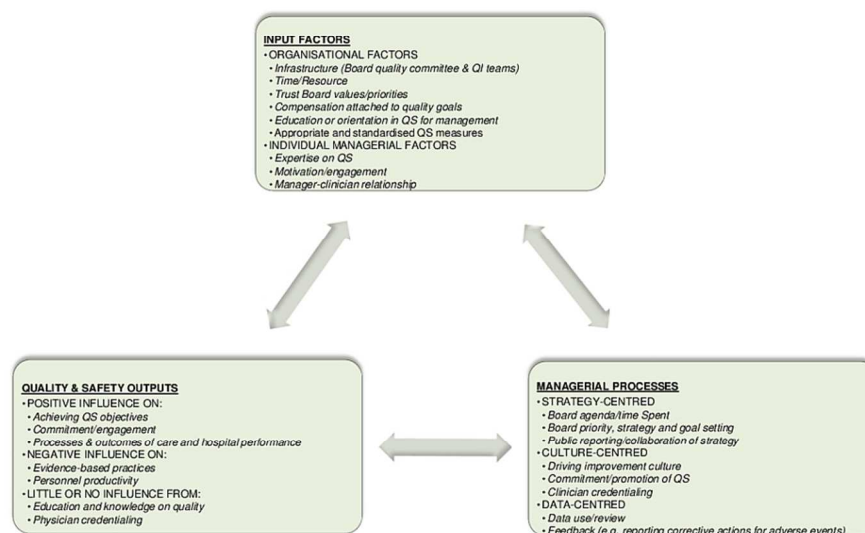 INPUT FACTORS
•ORGANISATIONAL FACTORS
• Infrastructure (Board quality committee & QI teams)
• Time/Resource
• Trust Board values/priorities
• Compensation attached to quality goals
• Education or orientation in QS for management
• Appropriate and standardised QS measures
•INDIVIDUAL MANAGERIAL FACTORS
• Expertise on QS
• Motivation/engagement
• Manager-clinician relationship
QUALITY & SAFETY OUTPUTS
•POSITIVE INFLUENCE ON:
• Achieving QS objectives
• Commitment/engagement
• Processes & outcomes of care and hospital performance
•NEGATIVE INFLUENCE ON:
• Evidence-based practices
• Personnel productivity
•LITTLE OR NO INFLUENCE FROM:
• Education and knowledge on quality
• Physician credentialing
MANAGERIAL PROCESSES
•STRATEGY-CENTRED
• Board agenda/time Spent
• Board priority, strategy and goal setting
• Public reporting/collaboration of strategy
•CULTURE-CENTRED
• Driving improvement culture
• Commitment/promotion of QS
• Clinician credentialing
•DATA-CENTRED
• Data use/review
• Feedback (e.g. reporting corrective actions for adverse events)